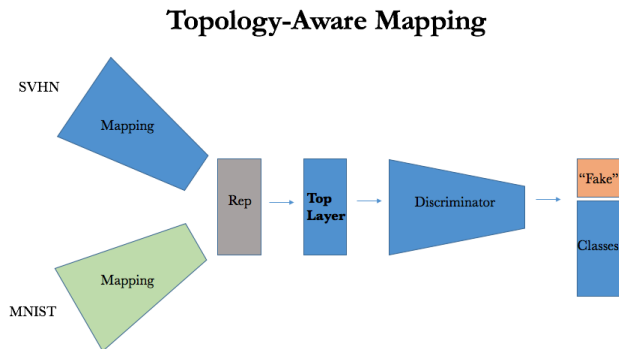 Topology-Aware Mapping
SVHN
Mapping
Rep
Top
Layer
Discriminator
"Fake"
Classes
Mapping
MNIST